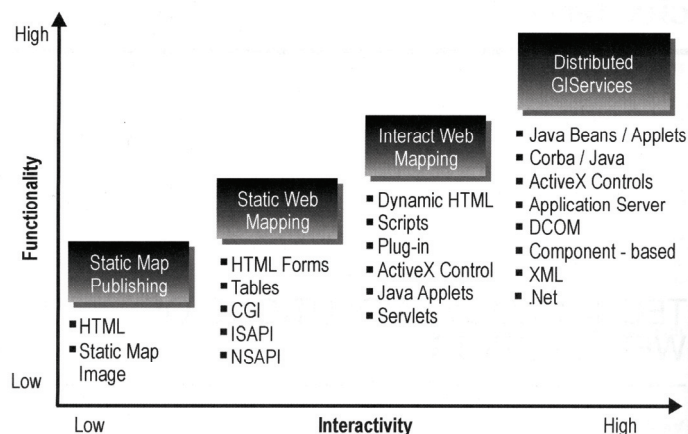 High
Functionality
Low
Low
Interactivity
High
Static Map
Publishing
▪ HTML
▪ Static Map
Image
Static Web
Mapping
▪ HTML Forms
▪ Tables
▪ CGI
▪ ISAPI
▪ NSAPI
Interact Web
Mapping
▪ Dynamic HTML
▪ Scripts
▪ Plug-in
▪ ActiveX Control
▪ Java Applets
▪ Servlets
Distributed
GIServices
▪ Java Beans / Applets
▪ Corba / Java
▪ ActiveX Controls
▪ Application Server
▪ DCOM
▪ Component - based
▪ XML
▪ .Net